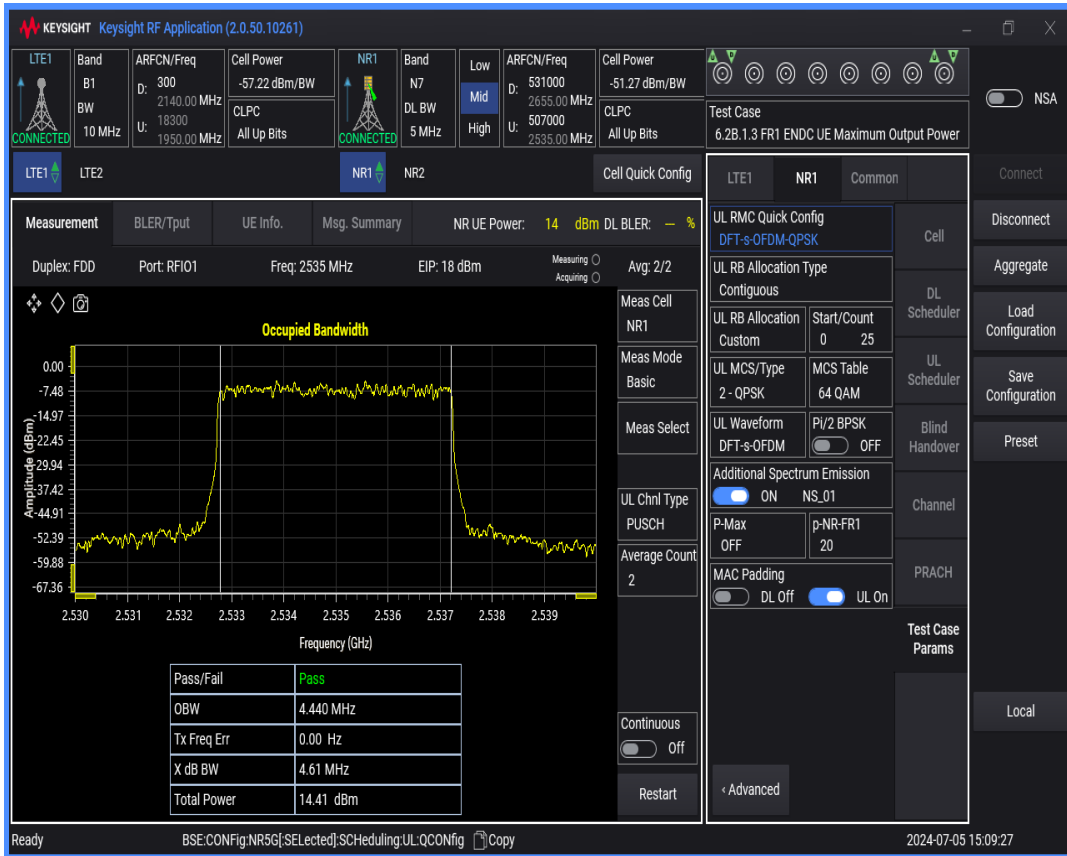 KEYSIGHT Keysight RF Application (2.0.50.10261)
LTE1 Band ARFCN/Freq Cell Power NR1 Band Low ARFCN/Freq Cell Power
B1 D: 300 -57.22 dBm/BW N7 D: 531000 -51.27 dBm/BW
2140.00 MHz Mid 2655.00 MHz
BW CLPC DL BW CLPC Test Case
U: 18300 U: 507000
CONNECTED 10 MHz 1950.00 MHz All Up Bits CONNECTED 5 MHz High 2535.00 MHz All Up Bits 6.2B.1.3 FR1 ENDC UE Maximum Output Power
NSA
LTE1 LTE2 NR1 NR2 Cell Quick Config
Measurement BLER/Tput UE Info. Msg. Summary NR UE Power: 14 dBm DL BLER: — %
Duplex: FDD Port: RFIO1 Freq: 2535 MHz EIP: 18 dBm Measuring Avg: 2/2
Acquiring
Occupied Bandwidth
Amplitude (dBm)
0.00
-7.48
-14.97
-22.45
-29.94
-37.42
-44.91
-52.39
-59.88
-67.36
2.530 2.531 2.532 2.533 2.534 2.535 2.536 2.537 2.538 2.539
Frequency (GHz)
Pass/Fail Pass
OBW 4.440 MHz
Tx Freq Err 0.00 Hz
X dB BW 4.61 MHz
Total Power 14.41 dBm
Meas Cell
NR1
Meas Mode
Basic
Meas Select
UL Chnl Type
PUSCH
Average Count
2
Continuous
Off
Restart
LTE1 NR1 Common
UL RMC Quick Config
DFT-s-OFDM-QPSK
UL RB Allocation Type
Contiguous
UL RB Allocation Start/Count
Custom 0 25
UL MCS/Type MCS Table
2 - QPSK 64 QAM
UL Waveform Pi/2 BPSK
DFT-s-OFDM OFF
Additional Spectrum Emission
ON NS_01
P-Max p-NR-FR1
OFF 20
MAC Padding
DL Off UL On
‹ Advanced
Cell
DL
Scheduler
UL
Scheduler
Blind
Handover
Channel
PRACH
Test Case
Params
Connect
Disconnect
Aggregate
Load
Configuration
Save
Configuration
Preset
Local
Ready BSE:CONFig:NR5G[:SELected]:SCHeduling:UL:QCONfig Copy 2024-07-05 15:09:27